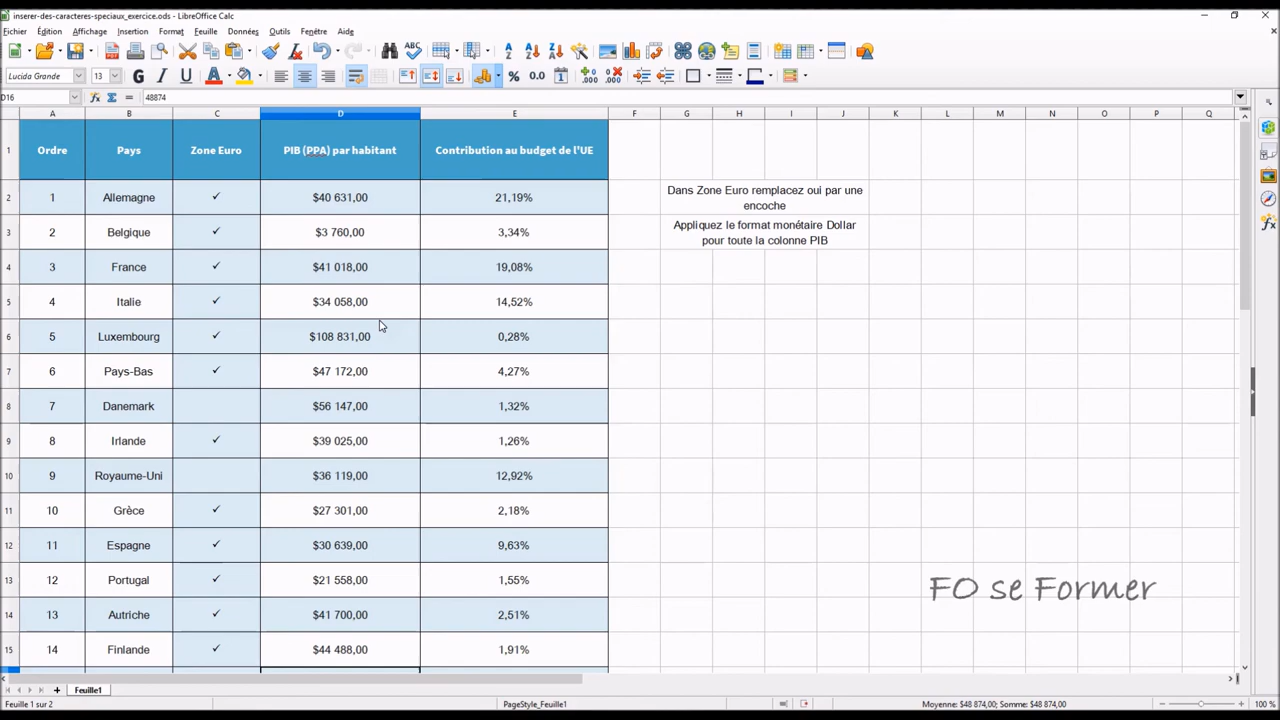 inserer-des-caracteres-speciaux_exercice.ods - LibreOffice Calc
Fichier Édition Affichage Insertion Format Feuille Données Outils Fenêtre Aide
Lucida Grande 13
D16 48874
A B C D E F G H I J K L M N O P Q
1 Ordre Pays Zone Euro PIB (PPA) par habitant Contribution au budget de l'UE
2 1 Allemagne ✓ $40 631,00 21,19% Dans Zone Euro remplacez oui par une
encoche
3 2 Belgique ✓ $3 760,00 3,34% Appliquez le format monétaire Dollar
pour toute la colonne PIB
4 3 France ✓ $41 018,00 19,08%
5 4 Italie ✓ $34 058,00 14,52%
6 5 Luxembourg ✓ $108 831,00 0,28%
7 6 Pays-Bas ✓ $47 172,00 4,27%
8 7 Danemark $56 147,00 1,32%
9 8 Irlande ✓ $39 025,00 1,26%
10 9 Royaume-Uni $36 119,00 12,92%
11 10 Grèce ✓ $27 301,00 2,18%
12 11 Espagne ✓ $30 639,00 9,63%
13 12 Portugal ✓ $21 558,00 1,55%
FO se Former
14 13 Autriche ✓ $41 700,00 2,51%
15 14 Finlande ✓ $44 488,00 1,91%
Feuille1
Feuille 1 sur 2 PageStyle_Feuille1 Moyenne: $48 874,00; Somme: $48 874,00 100 %